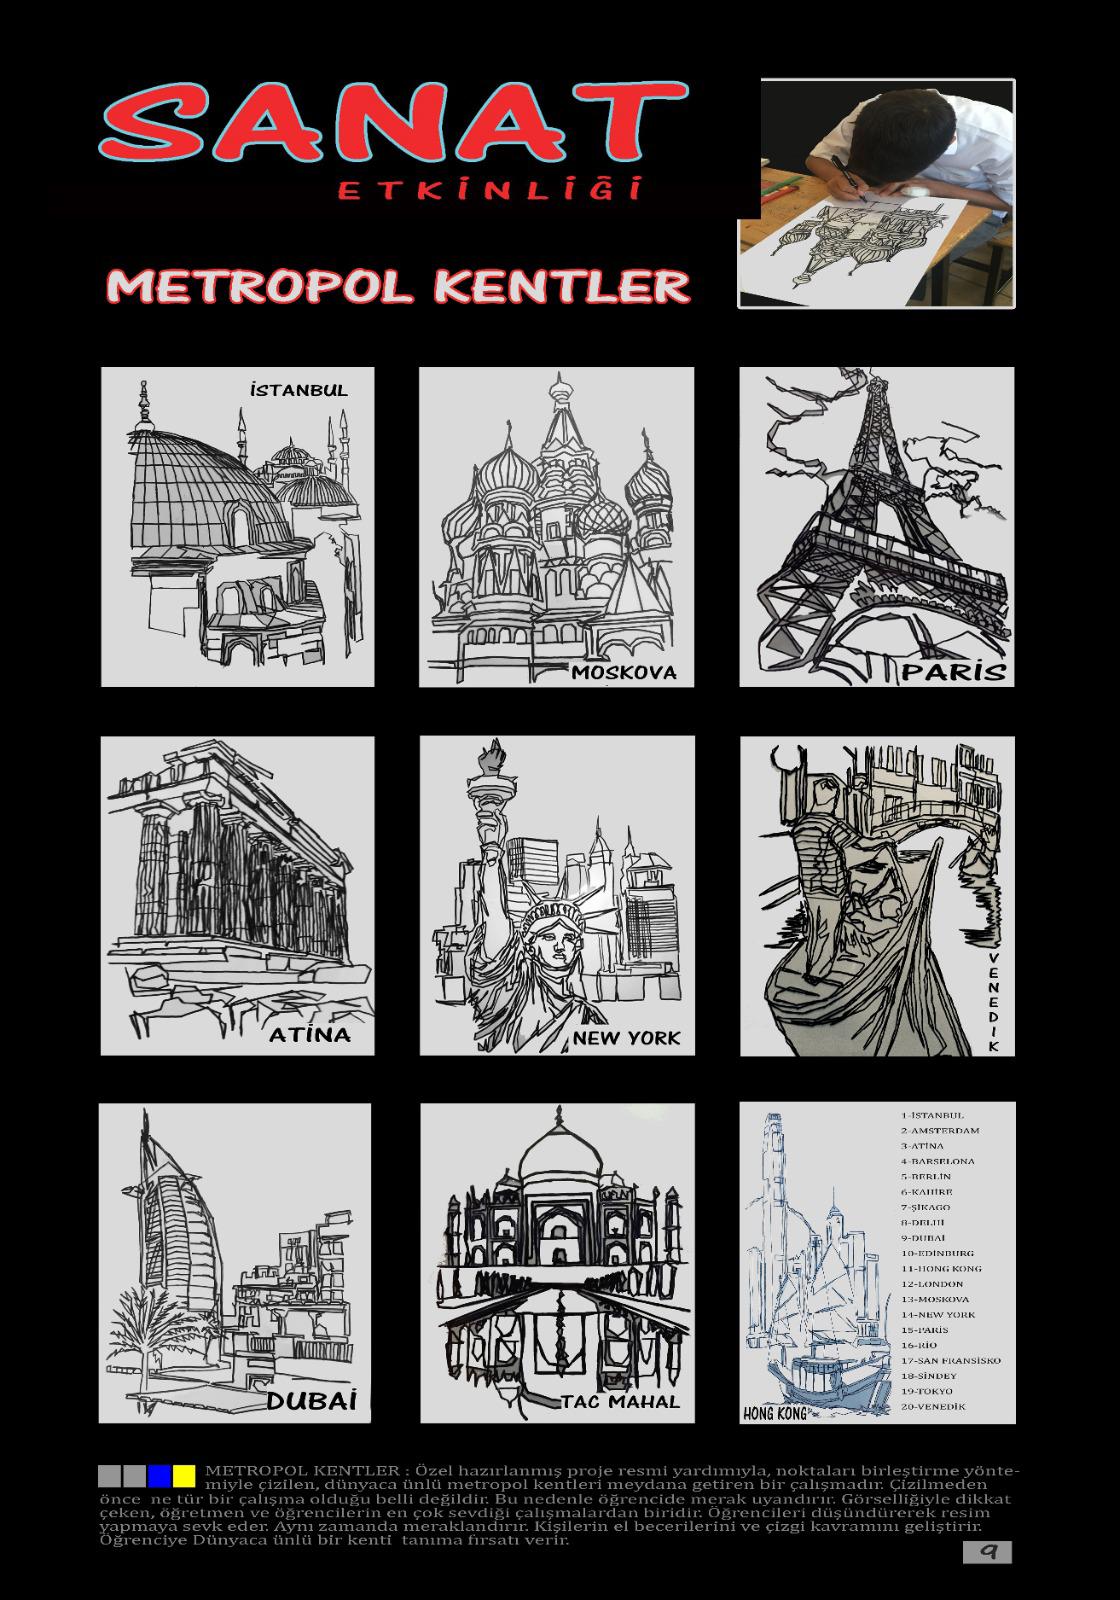 SANAT
ETKİNLİĞİ
METROPOL KENTLER
İSTANBUL
MOSKOVA
PARİS
ATİNA
NEW YORK
VENEDIK
DUBAİ
TAC MAHAL
1-İSTANBUL
2-AMSTERDAM
3-ATİNA
4-BARSELONA
5-BERLİN
6-KAHİRE
7-ŞİKAGO
8-DELHI
9-DUBAİ
10-EDİNBURG
11-HONG KONG
12-LONDON
13-MOSKOVA
14-NEW YORK
15-PARİS
16-RİO
17-SAN FRANSİSKO
18-SİNDEY
19-TOKYO
20-VENEDİK
HONG KONG
METROPOL KENTLER : Özel hazırlanmış proje resmi yardımıyla, noktaları birleştirme yönte-
miyle çizilen, dünyaca ünlü metropol kentleri meydana getiren bir çalışmadır. Çizilmeden
önce ne tür bir çalışma olduğu belli değildir. Bu nedenle öğrencide merak uyandırır. Görselliğiyle dikkat
çeken, öğretmen ve öğrencilerin en çok sevdiği çalışmalardan biridir. Öğrencileri düşündürerek resim
yapmaya sevk eder. Aynı zamanda meraklandırır. Kişilerin el becerilerini ve çizgi kavramını geliştirir.
Öğrenciye Dünyaca ünlü bir kenti tanıma fırsatı verir.
9